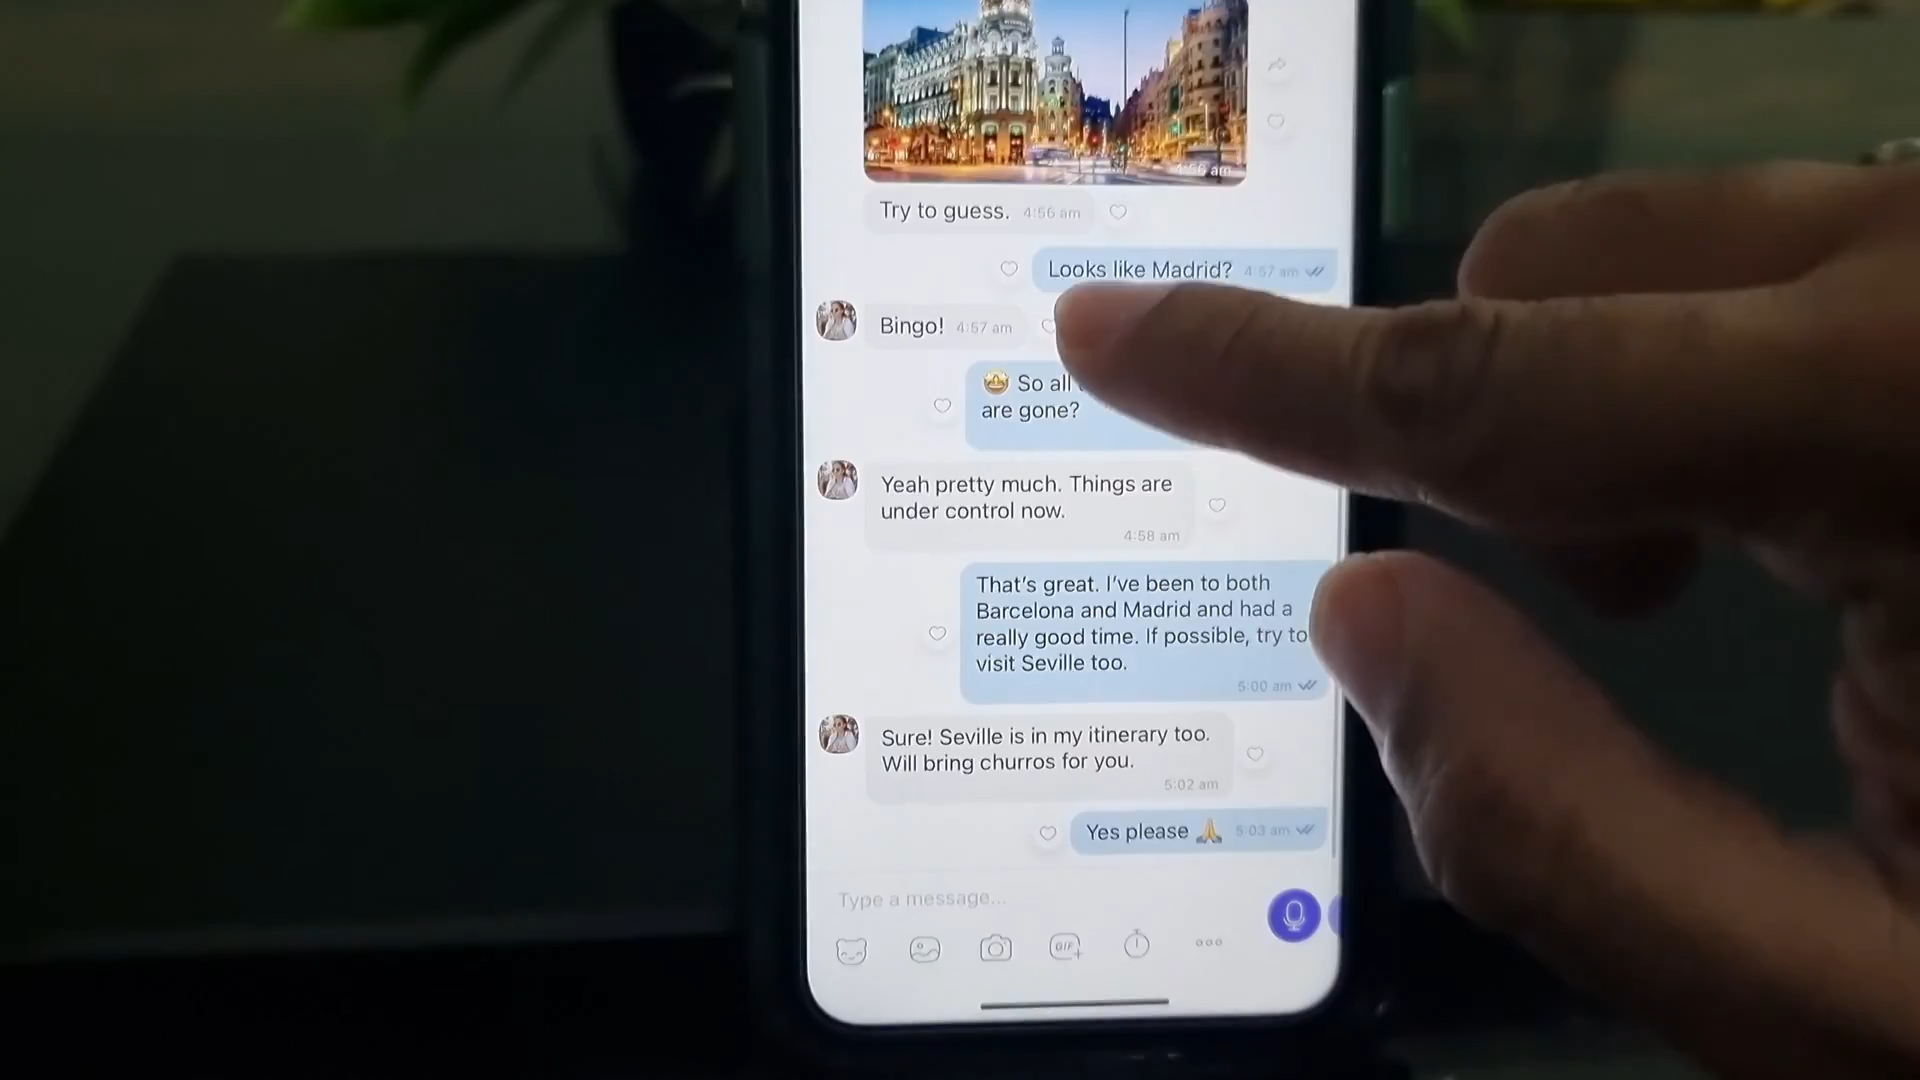 4:56 am
Try to guess. 4:56 am
Looks like Madrid? 4:57 am
Bingo! 4:57 am
🤩 So all
are gone?
Yeah pretty much. Things are
under control now.
4:58 am
That's great. I've been to both
Barcelona and Madrid and had a
really good time. If possible, try to
visit Seville too.
5:00 am
Sure! Seville is in my itinerary too.
Will bring churros for you.
5:02 am
Yes please 🙏 5:03 am
Type a message...
GIF